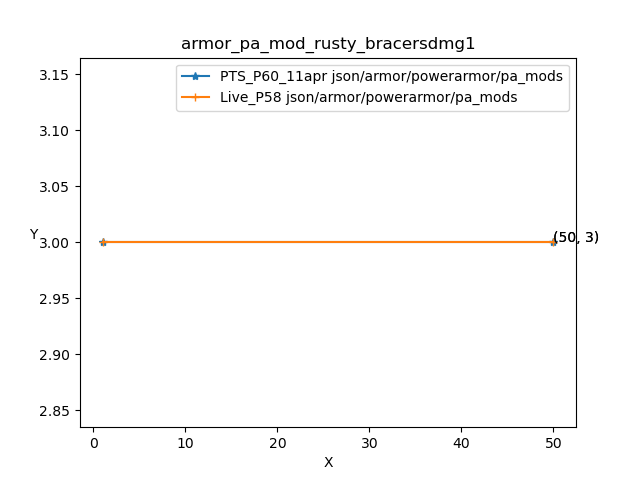 armor_pa_mod_rusty_bracersdmg1
PTS_P60_11apr json/armor/powerarmor/pa_mods
Live_P58 json/armor/powerarmor/pa_mods
3.15
3.10
3.05
Y
3.00
(50, 3)
2.95
2.90
2.85
0 10 20 30 40 50
X